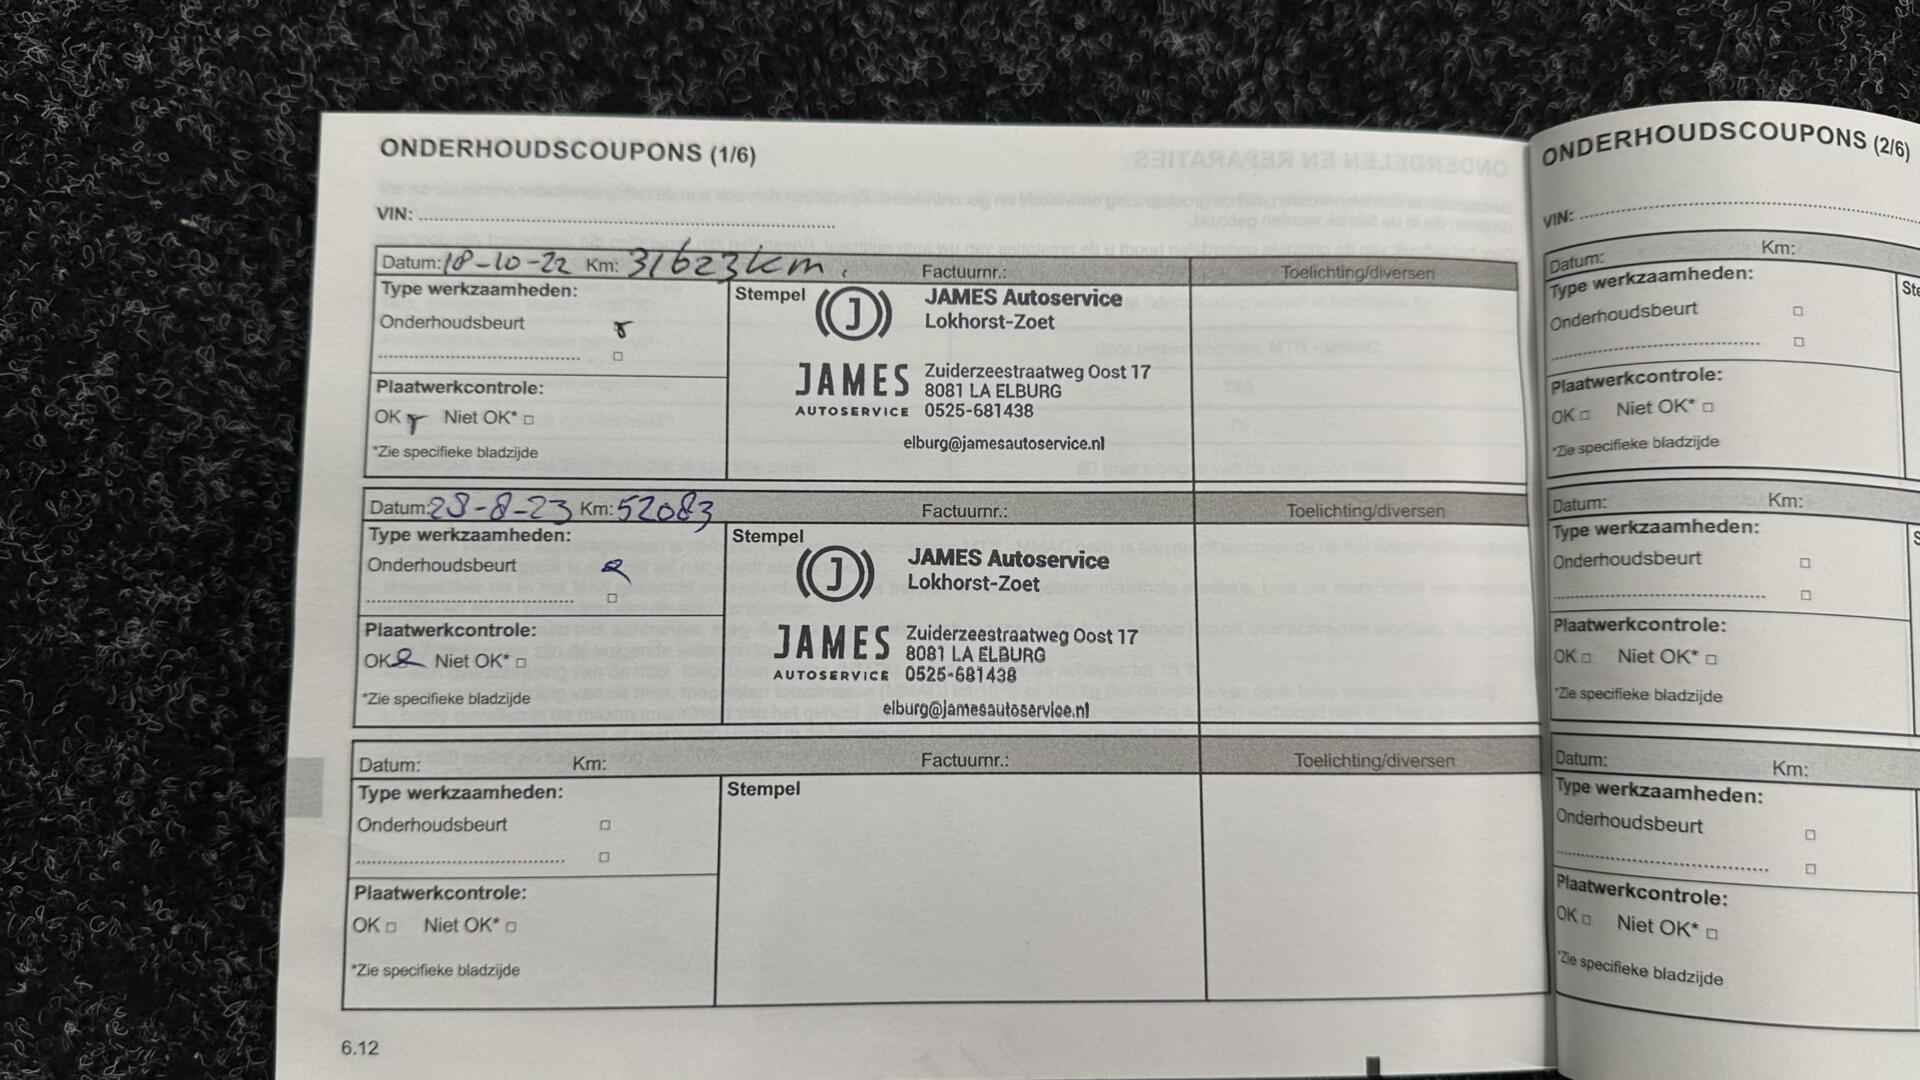 ONDERHOUDSCOUPONS (1/6)
VIN:
Datum: 18-10-22 Km: 31623km. Factuurnr.: Toelichting/diversen
Type werkzaamheden:
Onderhoudsbeurt
Plaatwerkcontrole:
OK Niet OK*
*Zie specifieke bladzijde
Stempel
JAMES Autoservice
Lokhorst-Zoet
JAMES
AUTOSERVICE
Zuiderzeestraatweg Oost 17
8081 LA ELBURG
0525-681438
elburg@jamesautoservice.nl
Datum: 28-8-23 Km: 52083 Factuurnr.: Toelichting/diversen
Type werkzaamheden:
Onderhoudsbeurt
Plaatwerkcontrole:
OK Niet OK*
*Zie specifieke bladzijde
Stempel
JAMES Autoservice
Lokhorst-Zoet
JAMES
AUTOSERVICE
Zuiderzeestraatweg Oost 17
8081 LA ELBURG
0525-681438
elburg@jamesautoservice.nl
Datum: Km: Factuurnr.: Toelichting/diversen
Type werkzaamheden:
Onderhoudsbeurt
Plaatwerkcontrole:
OK Niet OK*
*Zie specifieke bladzijde
Stempel
6.12
ONDERHOUDSCOUPONS (2/6)
VIN:
Datum: Km:
Type werkzaamheden:
Onderhoudsbeurt
Plaatwerkcontrole:
OK Niet OK*
*Zie specifieke bladzijde
Datum: Km:
Type werkzaamheden:
Onderhoudsbeurt
Plaatwerkcontrole:
OK Niet OK*
*Zie specifieke bladzijde
Datum: Km:
Type werkzaamheden:
Onderhoudsbeurt
Plaatwerkcontrole:
OK Niet OK*
*Zie specifieke bladzijde